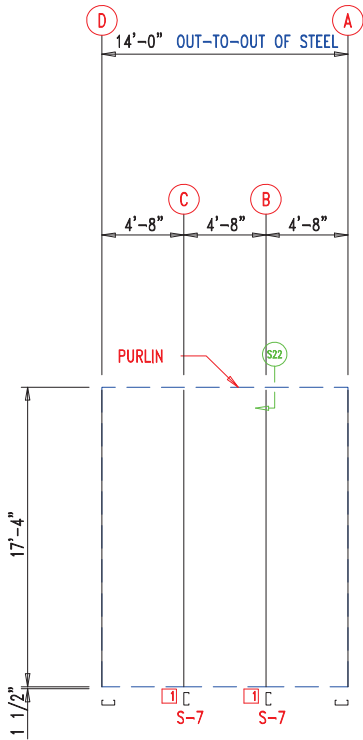 D A
14'-0" OUT-TO-OUT OF STEEL
C B
4'-8" 4'-8" 4'-8"
PURLIN
S22
17'-4"
1 1/2"
1 1
S-7 S-7